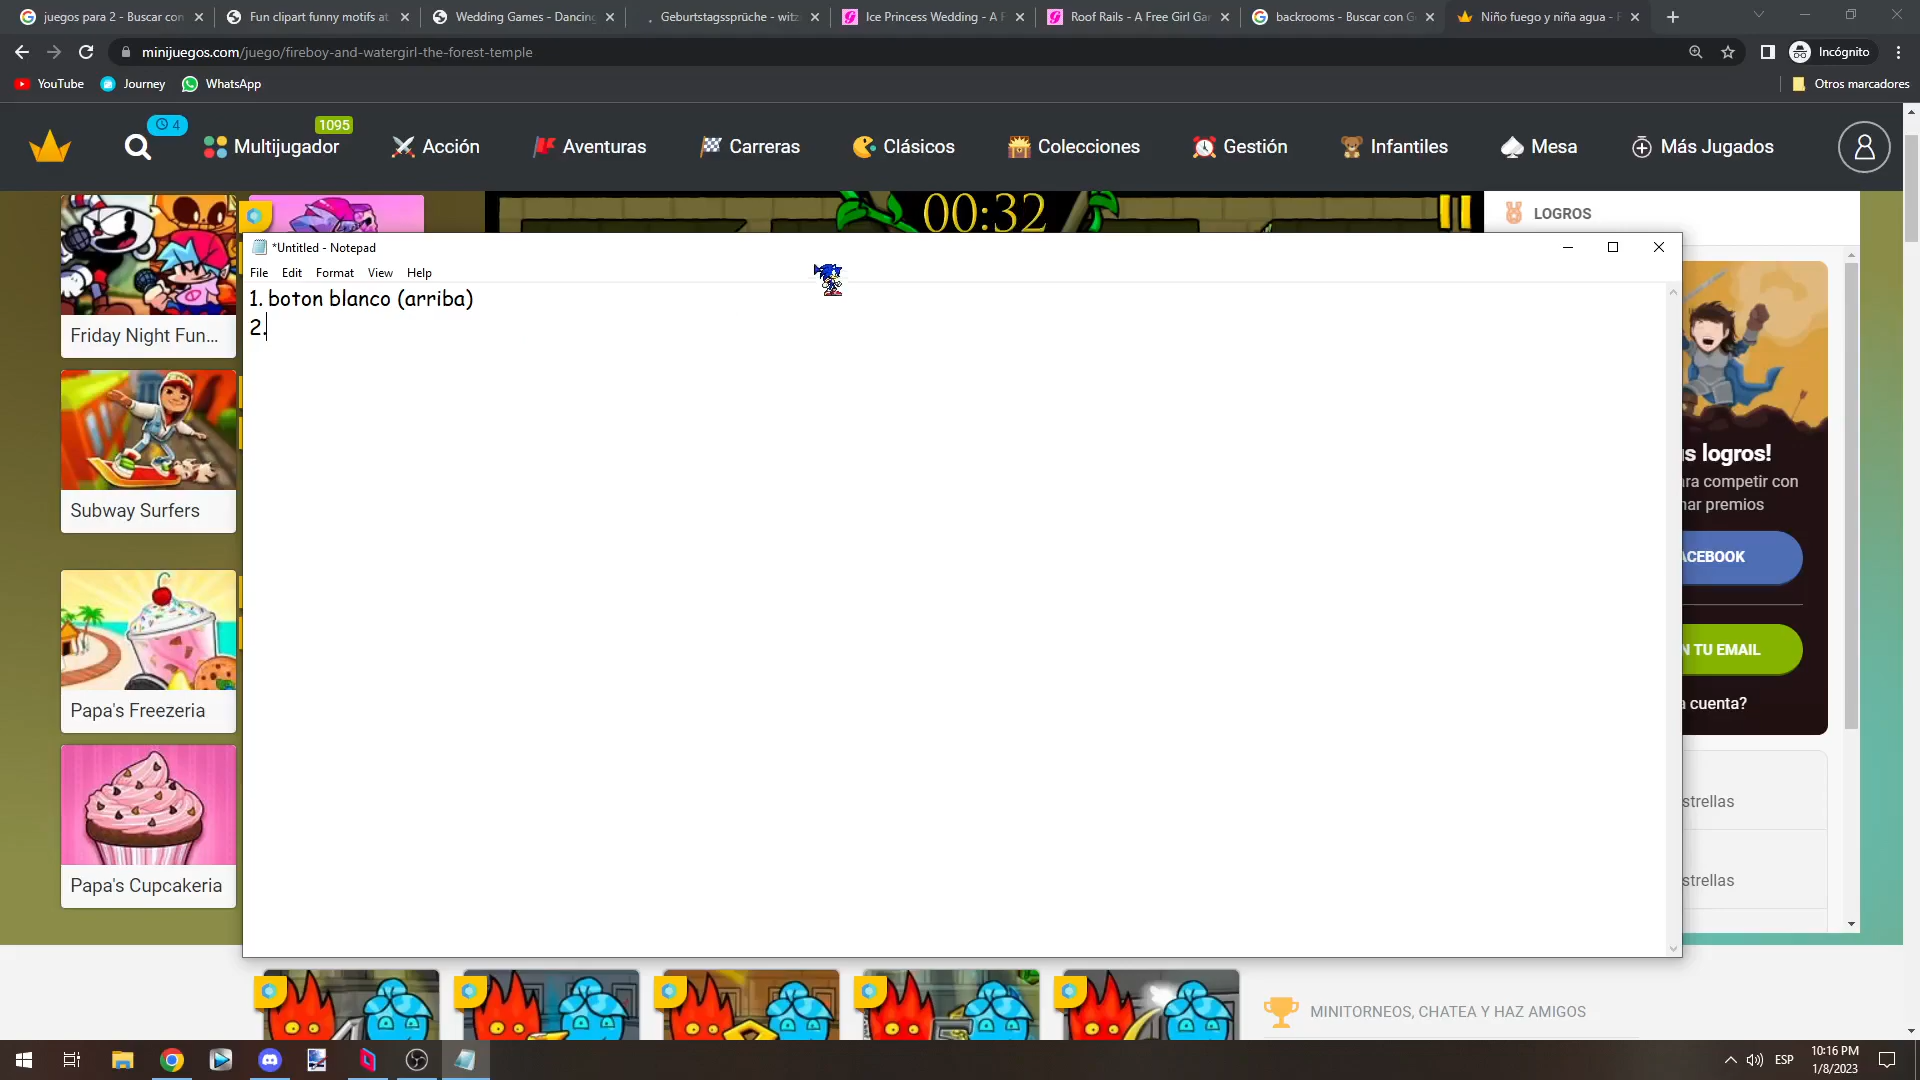 juegos para 2 - Buscar con
Fun clipart funny motifs at
Wedding Games - Dancing
Geburtstagssprüche - witz
Ice Princess Wedding - A F
Roof Rails - A Free Girl Gar
backrooms - Buscar con G
Niño fuego y niña agua - F
minijuegos.com/juego/fireboy-and-watergirl-the-forest-temple
Incógnito
YouTube
Journey
WhatsApp
Otros marcadores
4
1095
Multijugador
Acción
Aventuras
Carreras
Clásicos
Colecciones
Gestión
Infantiles
Mesa
Más Jugados
00:32
LOGROS
*Untitled - Notepad
File Edit Format View Help
1. boton blanco (arriba)
2.
Friday Night Fun...
Subway Surfers
Papa's Freezeria
Papa's Cupcakeria
us logros!
ara competir con
nar premios
ACEBOOK
N TU EMAIL
a cuenta?
strellas
strellas
MINITORNEOS, CHATEA Y HAZ AMIGOS
ESP
10:16 PM
1/8/2023